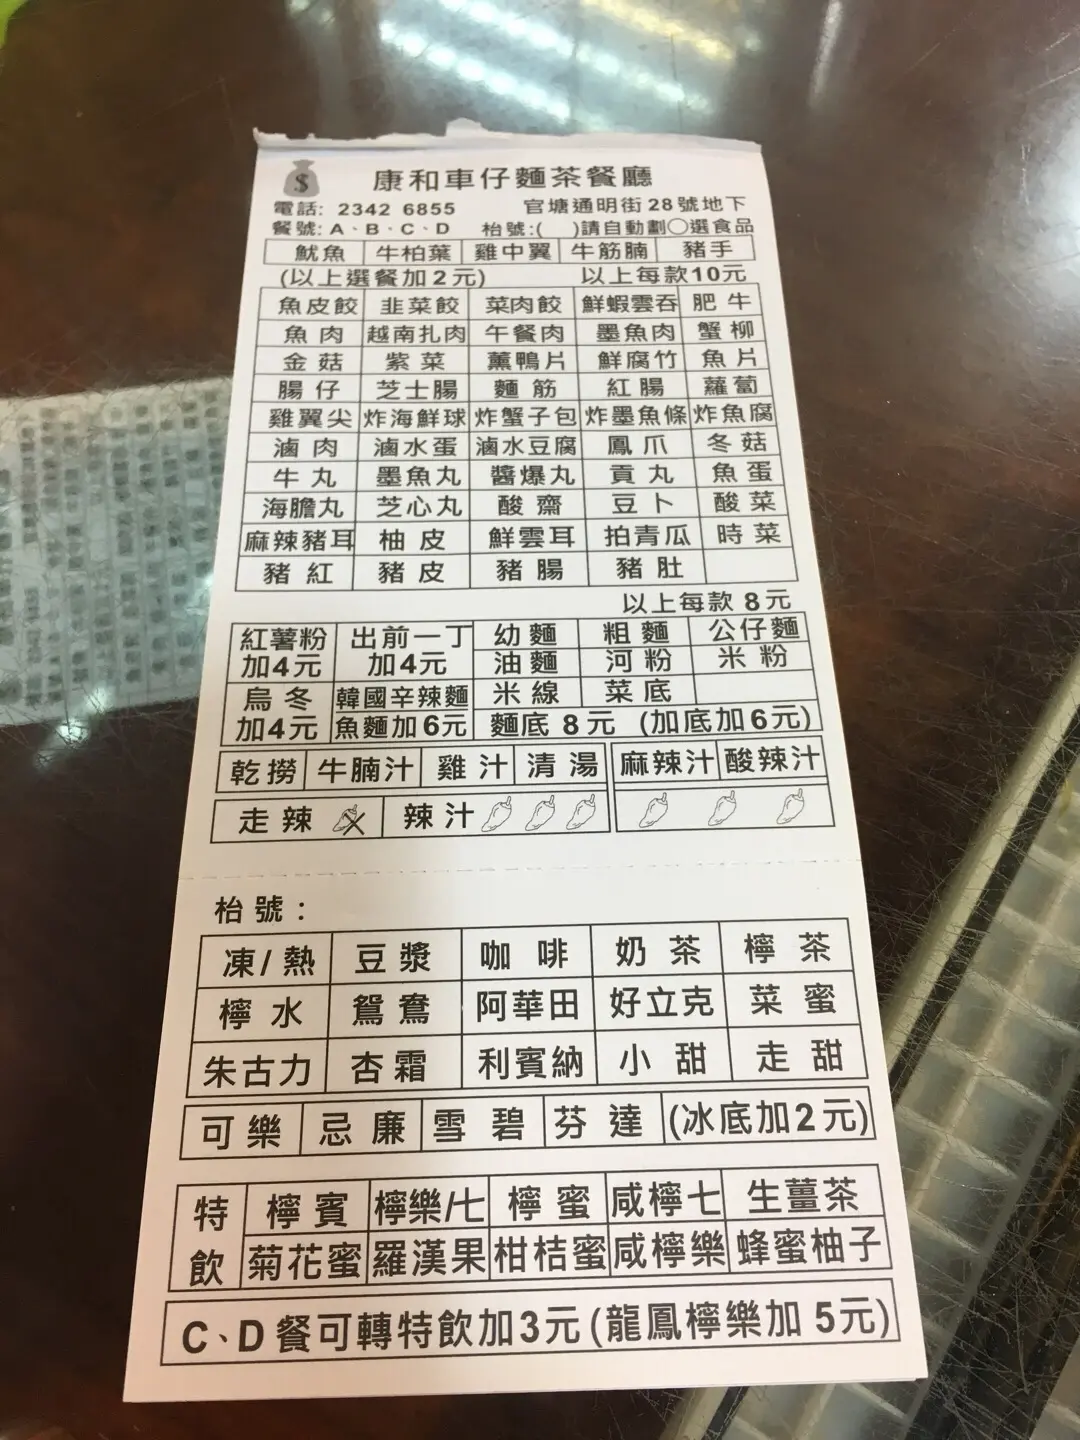 $ 康和車仔麵茶餐廳
電話: 2342 6855 官塘通明街28號地下
餐號: A、B、C、D 枱號:( )請自動劃○選食品
魷魚 牛柏葉 雞中翼 牛筋腩 豬手
(以上選餐加2元) 以上每款10元
魚皮餃 韭菜餃 菜肉餃 鮮蝦雲吞 肥牛
魚肉 越南扎肉 午餐肉 墨魚肉 蟹柳
金菇 紫菜 薰鴨片 鮮腐竹 魚片
腸仔 芝士腸 麵筋 紅腸 蘿蔔
雞翼尖 炸海鮮球 炸蟹子包 炸墨魚條 炸魚腐
滷肉 滷水蛋 滷水豆腐 鳳爪 冬菇
牛丸 墨魚丸 醬爆丸 貢丸 魚蛋
海膽丸 芝心丸 酸齋 豆卜 酸菜
麻辣豬耳 柚皮 鮮雲耳 拍青瓜 時菜
豬紅 豬皮 豬腸 豬肚
以上每款 8元
紅薯粉 出前一丁 幼麵 粗麵 公仔麵
加4元 加4元 油麵 河粉 米粉
烏冬 韓國辛辣麵 米線 菜底
加4元 魚麵加6元 麵底 8元 (加底加6元)
乾撈 牛腩汁 雞汁 清湯 麻辣汁 酸辣汁
走辣 辣汁
枱號:
凍/熱 豆漿 咖啡 奶茶 檸茶
檸水 鴛鴦 阿華田 好立克 菜蜜
朱古力 杏霜 利賓納 小甜 走甜
可樂 忌廉 雪碧 芬達 (冰底加2元)
特飲 檸賓 檸樂/七 檸蜜 咸檸七 生薑茶
菊花蜜 羅漢果 柑桔蜜 咸檸樂 蜂蜜柚子
C、D 餐可轉特飲加3元(龍鳳檸樂加 5元)